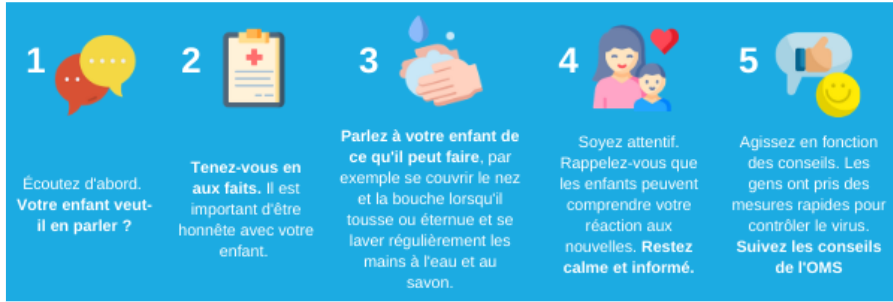 1
Écoutez d'abord.
Votre enfant veut-
il en parler ?
2
Tenez-vous en
aux faits. Il est
important d'être
honnête avec votre
enfant.
3
Parlez à votre enfant de
ce qu'il peut faire, par
exemple se couvrir le nez
et la bouche lorsqu'il
tousse ou éternue et se
laver régulièrement les
mains à l'eau et au
savon.
4
Soyez attentif.
Rappelez-vous que
les enfants peuvent
comprendre votre
réaction aux
nouvelles. Restez
calme et informé.
5
Agissez en fonction
des conseils. Les
gens ont pris des
mesures rapides pour
contrôler le virus.
Suivez les conseils
de l'OMS